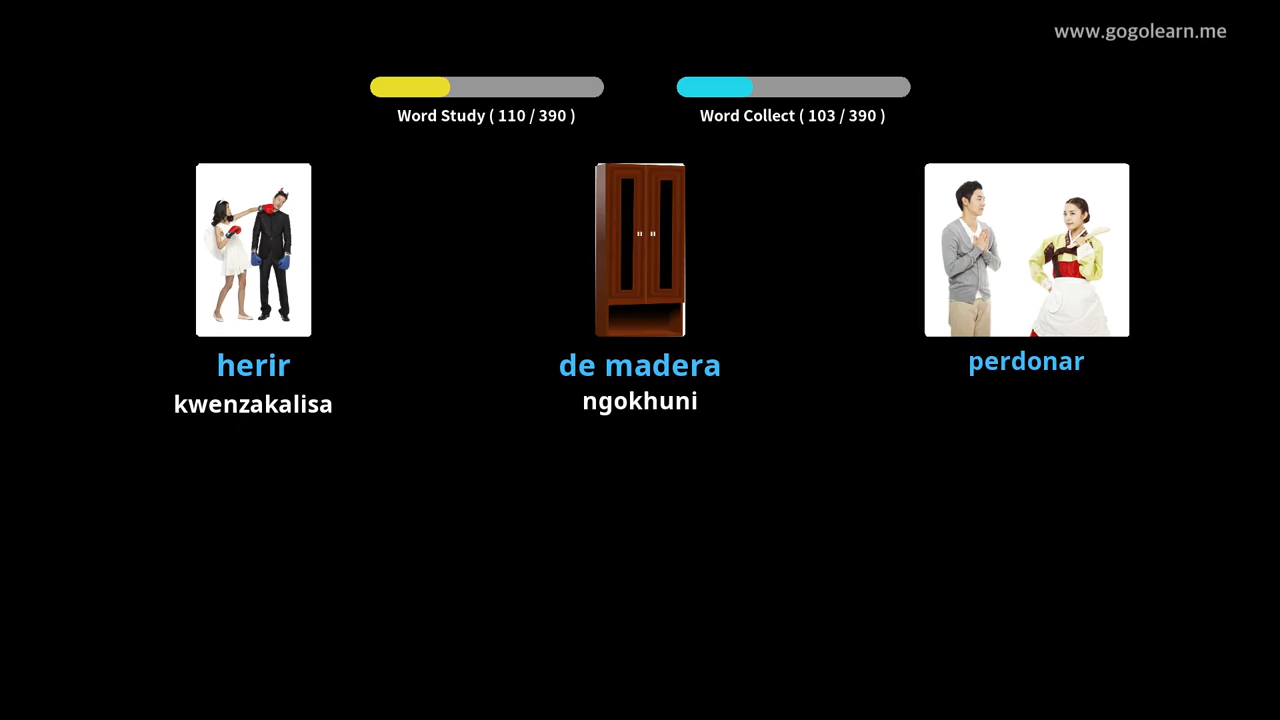 www.gogolearn.me
Word Study ( 110 / 390 )
Word Collect ( 103 / 390 )
herir
kwenzakalisa
de madera
ngokhuni
perdonar